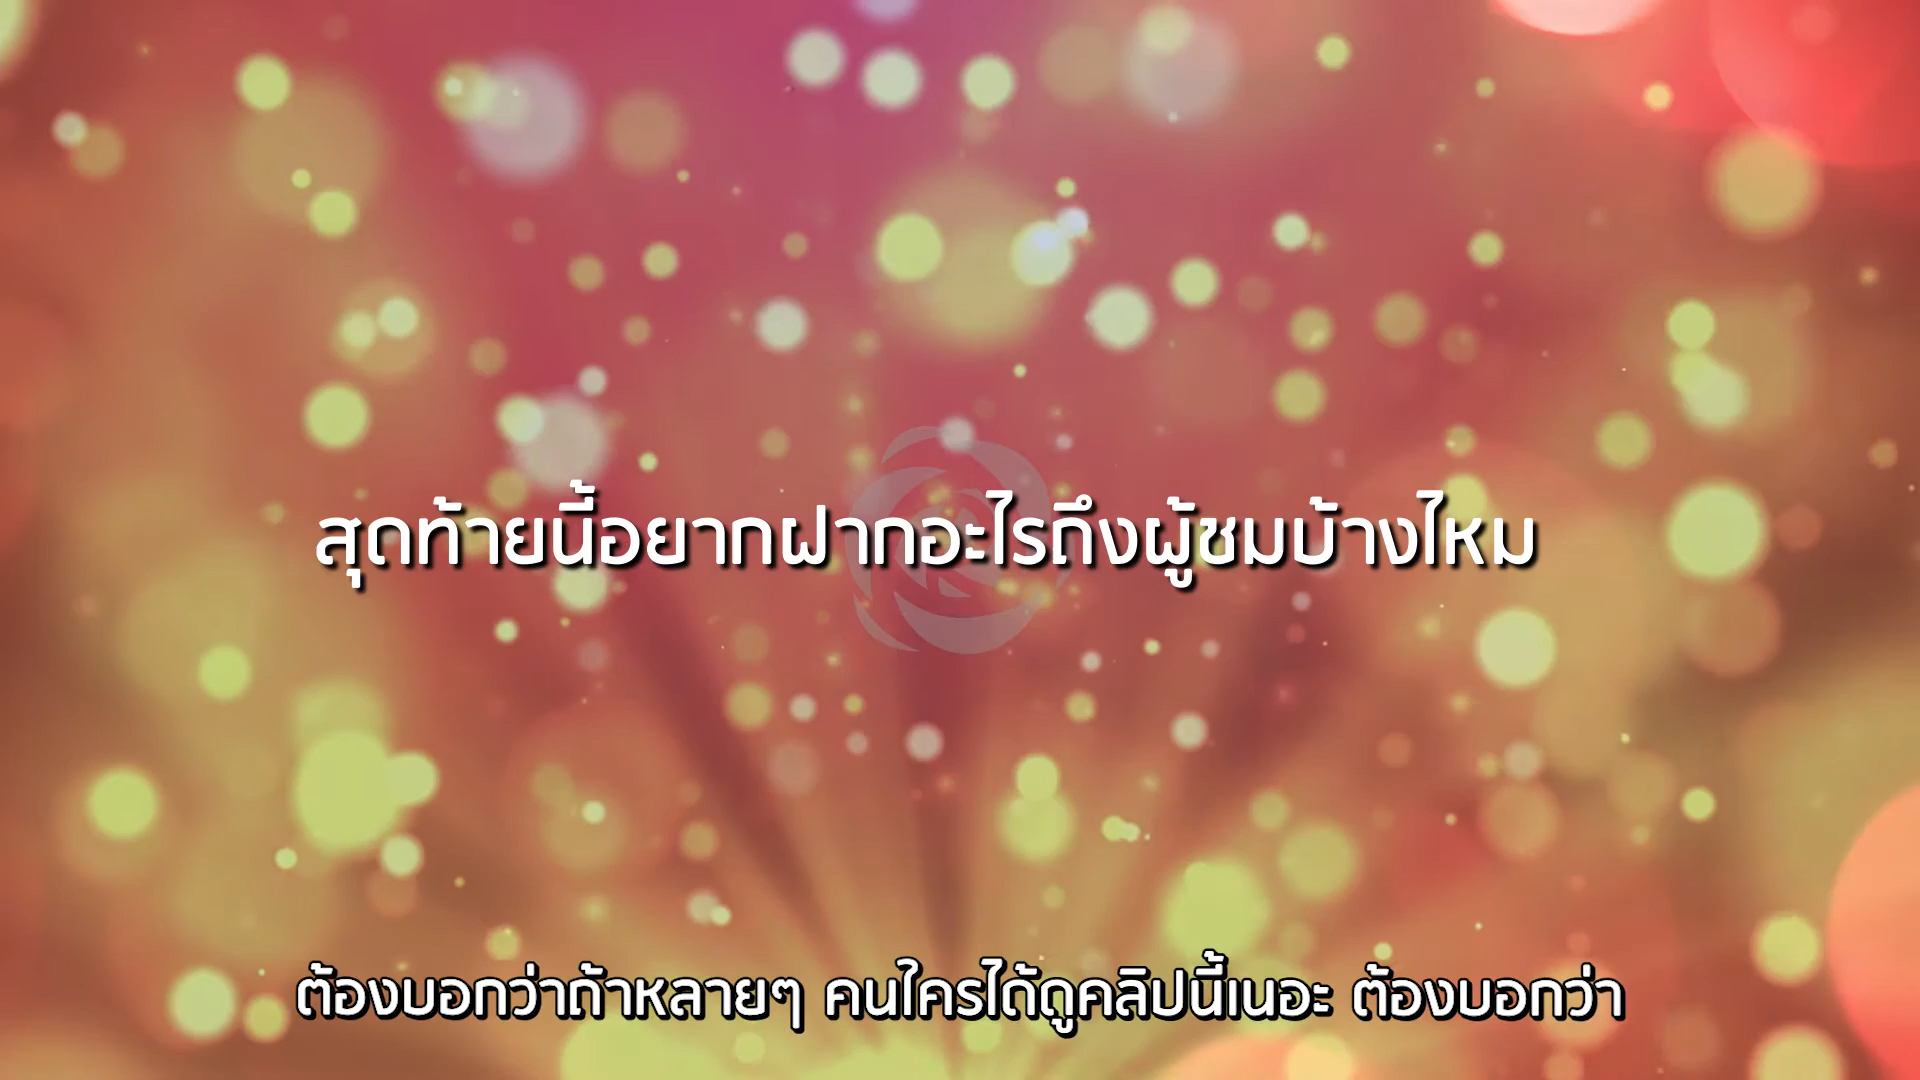 สุดท้ายนี้อยากฝากอะไรถึงผู้ชมบ้างไหม
ต้องบอกว่าถ้าหลายๆ คนใครได้ดูคลิปนี้เนอะ ต้องบอกว่า